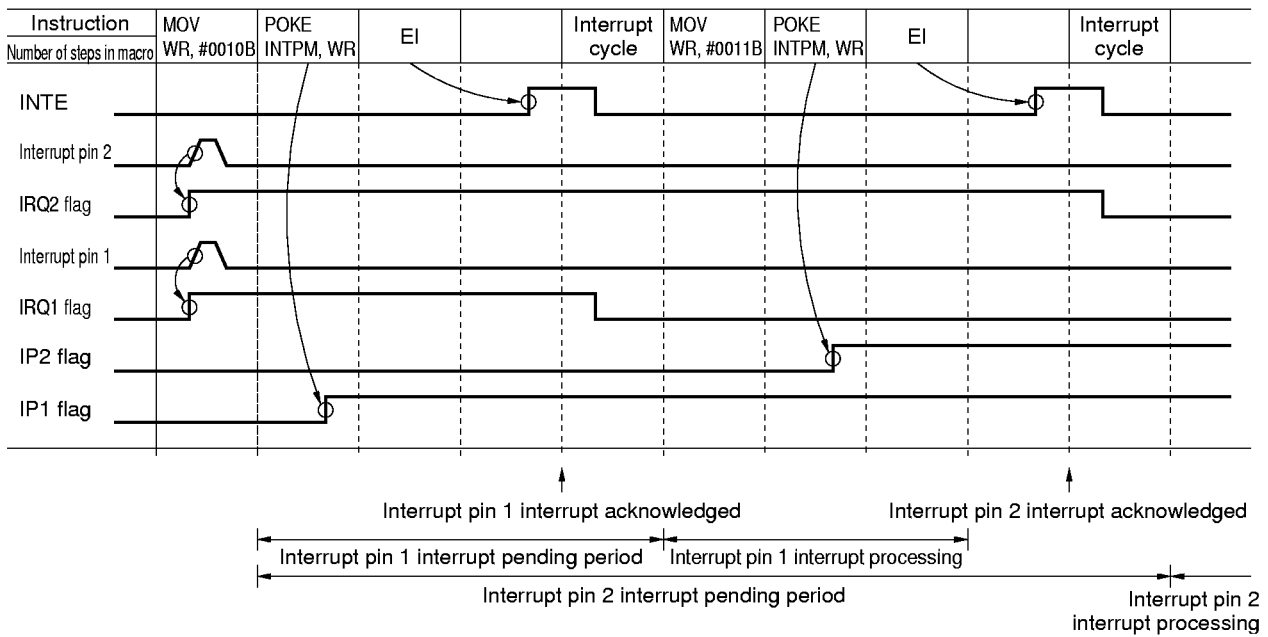 Instruction
Number of steps in macro
MOV
WR, #0010B
POKE
INTPM, WR
EI
Interrupt
cycle
MOV
WR, #0011B
POKE
INTPM, WR
EI
Interrupt
cycle
INTE
Interrupt pin 2
IRQ2 flag
Interrupt pin 1
IRQ1 flag
IP2 flag
IP1 flag
Interrupt pin 1 interrupt acknowledged
Interrupt pin 2 interrupt acknowledged
Interrupt pin 1 interrupt pending period
Interrupt pin 1 interrupt processing
Interrupt pin 2 interrupt pending period
Interrupt pin 2
interrupt processing